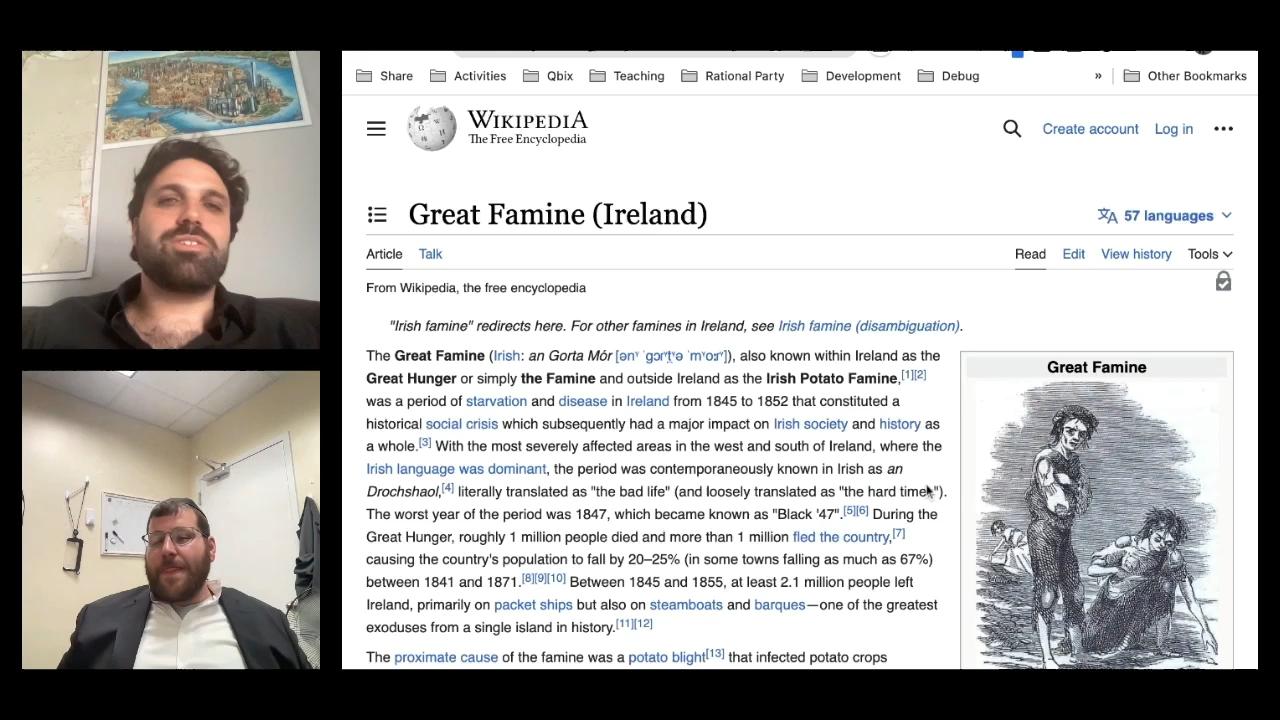 Share Activities Qbix Teaching Rational Party Development Debug » Other Bookmarks
WIKIPEDIA
The Free Encyclopedia
Create account Log in
Great Famine (Ireland)
57 languages
Article Talk Read Edit View history Tools
From Wikipedia, the free encyclopedia
"Irish famine" redirects here. For other famines in Ireland, see Irish famine (disambiguation).
The Great Famine (Irish: an Gorta Mór [ənˠ ˈɡɔɾˠt̪ˠə ˈmˠoːɾˠ]), also known within Ireland as the
Great Hunger or simply the Famine and outside Ireland as the Irish Potato Famine,[1][2]
was a period of starvation and disease in Ireland from 1845 to 1852 that constituted a
historical social crisis which subsequently had a major impact on Irish society and history as
a whole.[3] With the most severely affected areas in the west and south of Ireland, where the
Irish language was dominant, the period was contemporaneously known in Irish as an
Drochshaol,[4] literally translated as "the bad life" (and loosely translated as "the hard times").
The worst year of the period was 1847, which became known as "Black '47".[5][6] During the
Great Hunger, roughly 1 million people died and more than 1 million fled the country,[7]
causing the country's population to fall by 20–25% (in some towns falling as much as 67%)
between 1841 and 1871.[8][9][10] Between 1845 and 1855, at least 2.1 million people left
Ireland, primarily on packet ships but also on steamboats and barques—one of the greatest
exoduses from a single island in history.[11][12]
The proximate cause of the famine was a potato blight[13] that infected potato crops
Great Famine